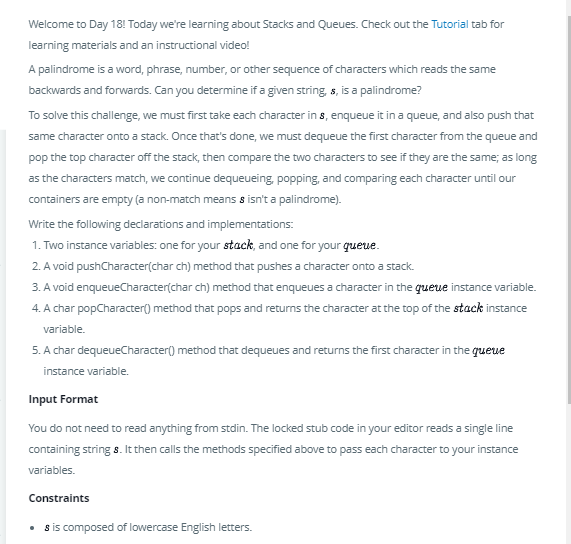 Welcome to Day 18! Today we're learning about Stacks and Queues. Check out the Tutorial tab for
learning materials and an instructional video!
A palindrome is a word, phrase, number, or other sequence of characters which reads the same
backwards and forwards. Can you determine if a given string, s, is a palindrome?
To solve this challenge, we must first take each character in s, enqueue it in a queue, and also push that
same character onto a stack. Once that's done, we must dequeue the first character from the queue and
pop the top character off the stack, then compare the two characters to see if they are the same; as long
as the characters match, we continue dequeueing, popping, and comparing each character until our
containers are empty (a non-match means s isn't a palindrome).
Write the following declarations and implementations:
1. Two instance variables: one for your stack, and one for your queue.
2. A void pushCharacter(char ch) method that pushes a character onto a stack.
3. A void enqueueCharacter(char ch) method that enqueues a character in the queue instance variable.
4. A char popCharacter() method that pops and returns the character at the top of the stack instance
variable.
5. A char dequeueCharacter() method that dequeues and returns the first character in the queue
instance variable.
Input Format
You do not need to read anything from stdin. The locked stub code in your editor reads a single line
containing string s. It then calls the methods specified above to pass each character to your instance
variables.
Constraints
• s is composed of lowercase English letters.